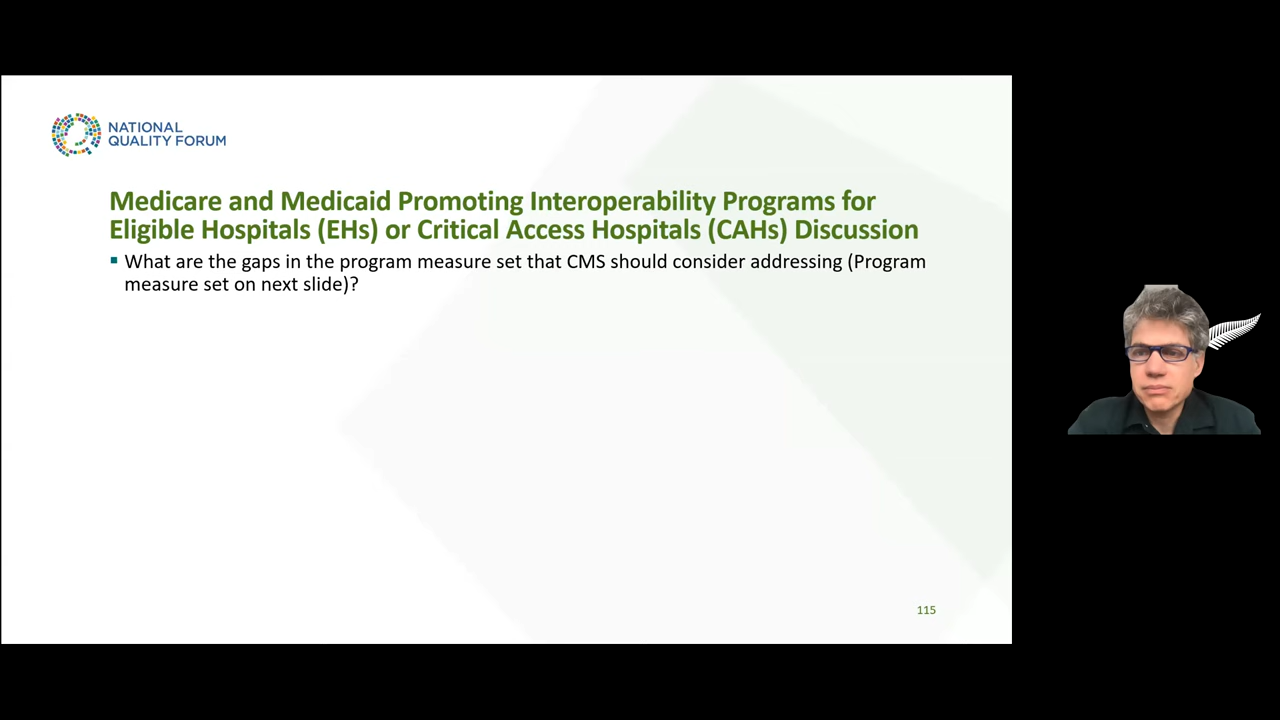 NATIONAL
QUALITY FORUM
Medicare and Medicaid Promoting Interoperability Programs for
Eligible Hospitals (EHs) or Critical Access Hospitals (CAHs) Discussion
▪ What are the gaps in the program measure set that CMS should consider addressing (Program
measure set on next slide)?
115